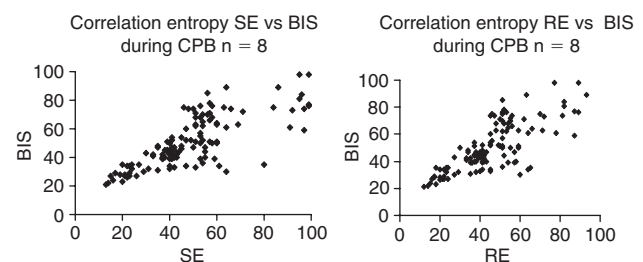 Correlation entropy SE vs BIS
during CPB n = 8
100
80
60
40
20
0
BIS
0 20 40 60 80 100
SE
Correlation entropy RE vs BIS
during CPB n = 8
100
80
60
40
20
0
BIS
0 20 40 60 80 100
RE